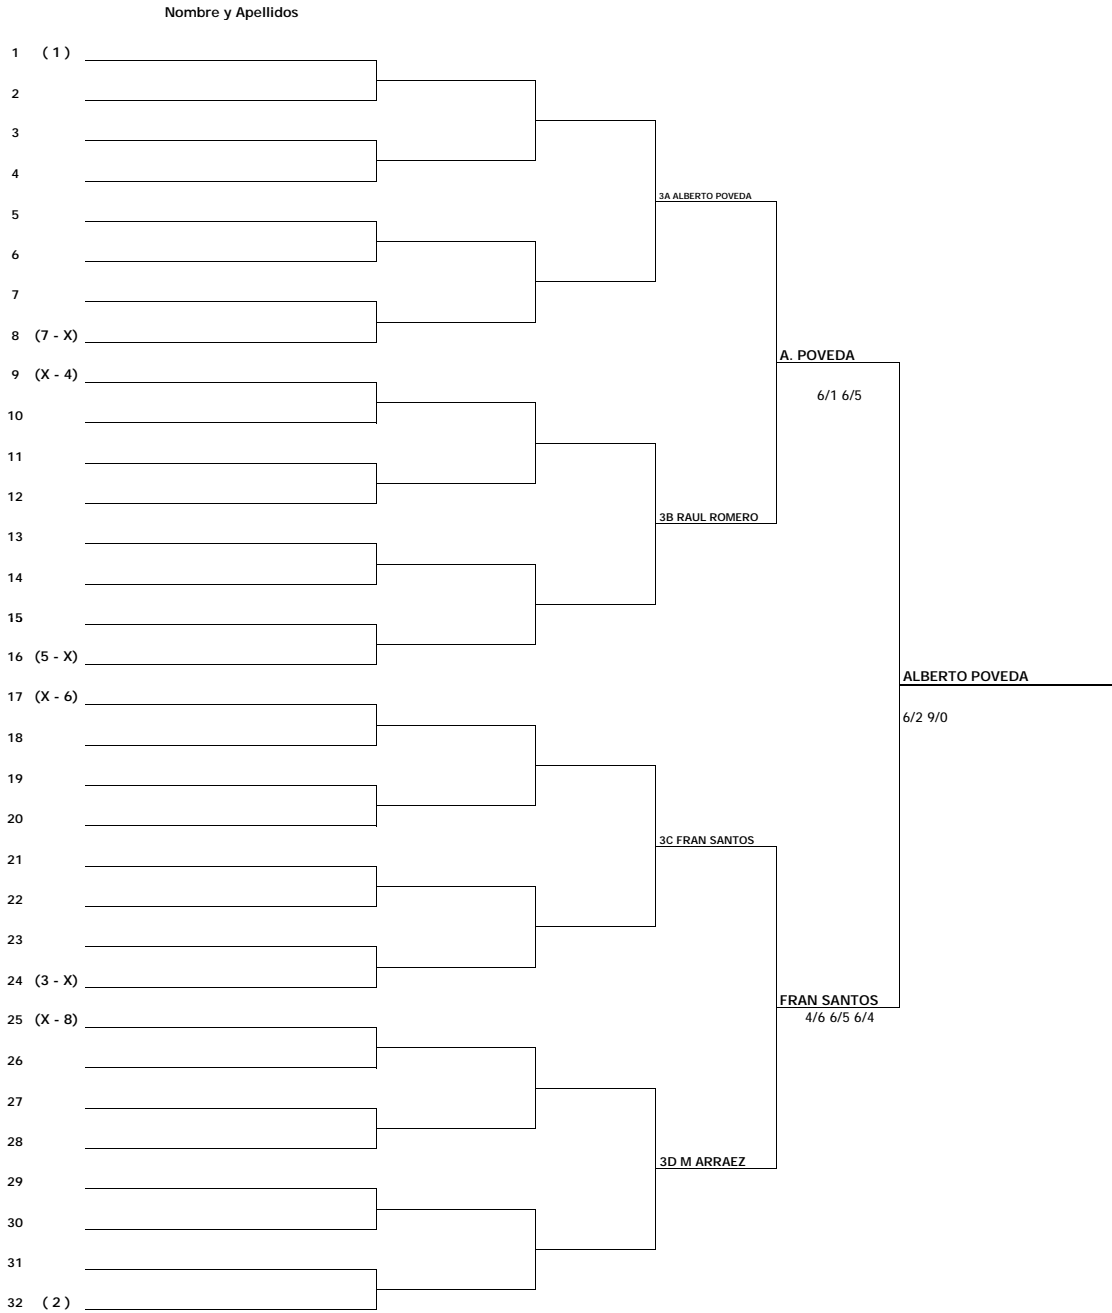 Nombre y Apellidos
1 ( 1 )
2
3
4
3A ALBERTO POVEDA
5
6
7
8 (7 - X)
A. POVEDA
9 (X - 4)
6/1 6/5
10
11
12
3B RAUL ROMERO
13
14
15
16 (5 - X)
ALBERTO POVEDA
17 (X - 6)
6/2 9/0
18
19
20
3C FRAN SANTOS
21
22
23
24 (3 - X)
FRAN SANTOS
4/6 6/5 6/4
25 (X - 8)
26
27
28
3D M ARRAEZ
29
30
31
32 ( 2 )